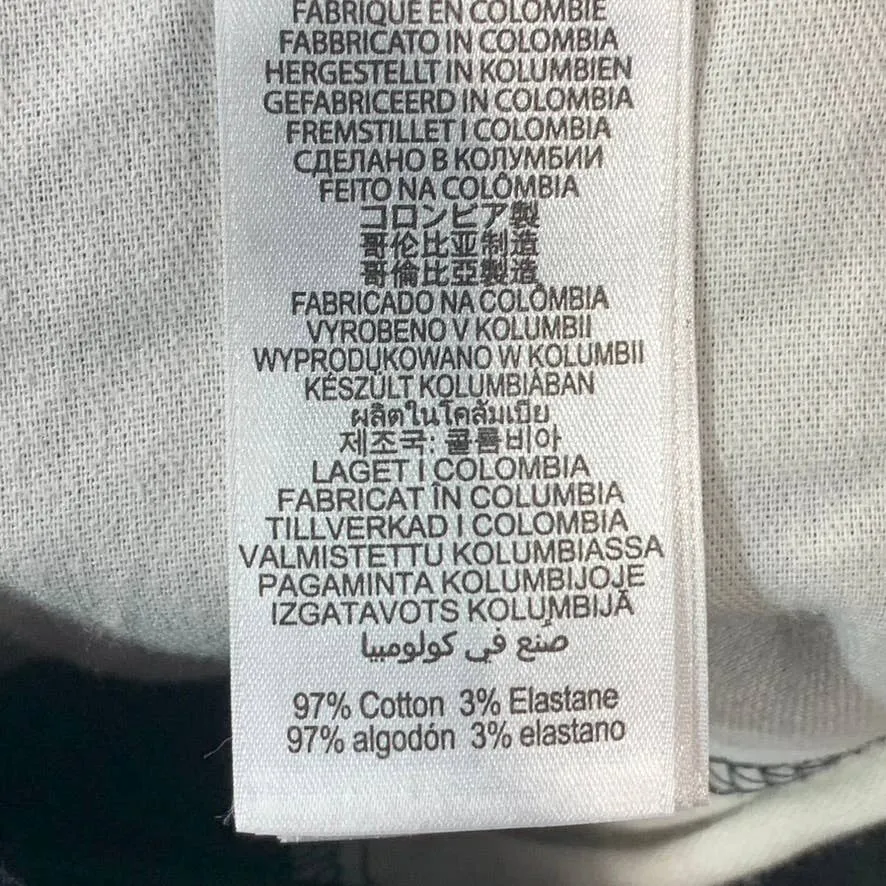 FABRIQUÉ EN COLOMBIE
FABBRICATO IN COLOMBIA
HERGESTELLT IN KOLUMBIEN
GEFABRICEERD IN COLOMBIA
FREMSTILLET I COLOMBIA
СДЕЛАНО В КОЛУМБИИ
FEITO NA COLÔMBIA
コロンビア製
哥伦比亚制造
哥倫比亞製造
FABRICADO NA COLÔMBIA
VYROBENO V KOLUMBII
WYPRODUKOWANO W KOLUMBII
KÉSZÜLT KOLUMBIÁBAN
ผลิตในโคลัมเบีย
제조국: 콜롬비아
LAGET I COLOMBIA
FABRICAT ÎN COLUMBIA
TILLVERKAD I COLOMBIA
VALMISTETTU KOLUMBIASSA
PAGAMINTA KOLUMBIJOJE
IZGATAVOTS KOLUMBIJĀ
صُنع في كولومبيا
97% Cotton 3% Elastane
97% algodón 3% elastano